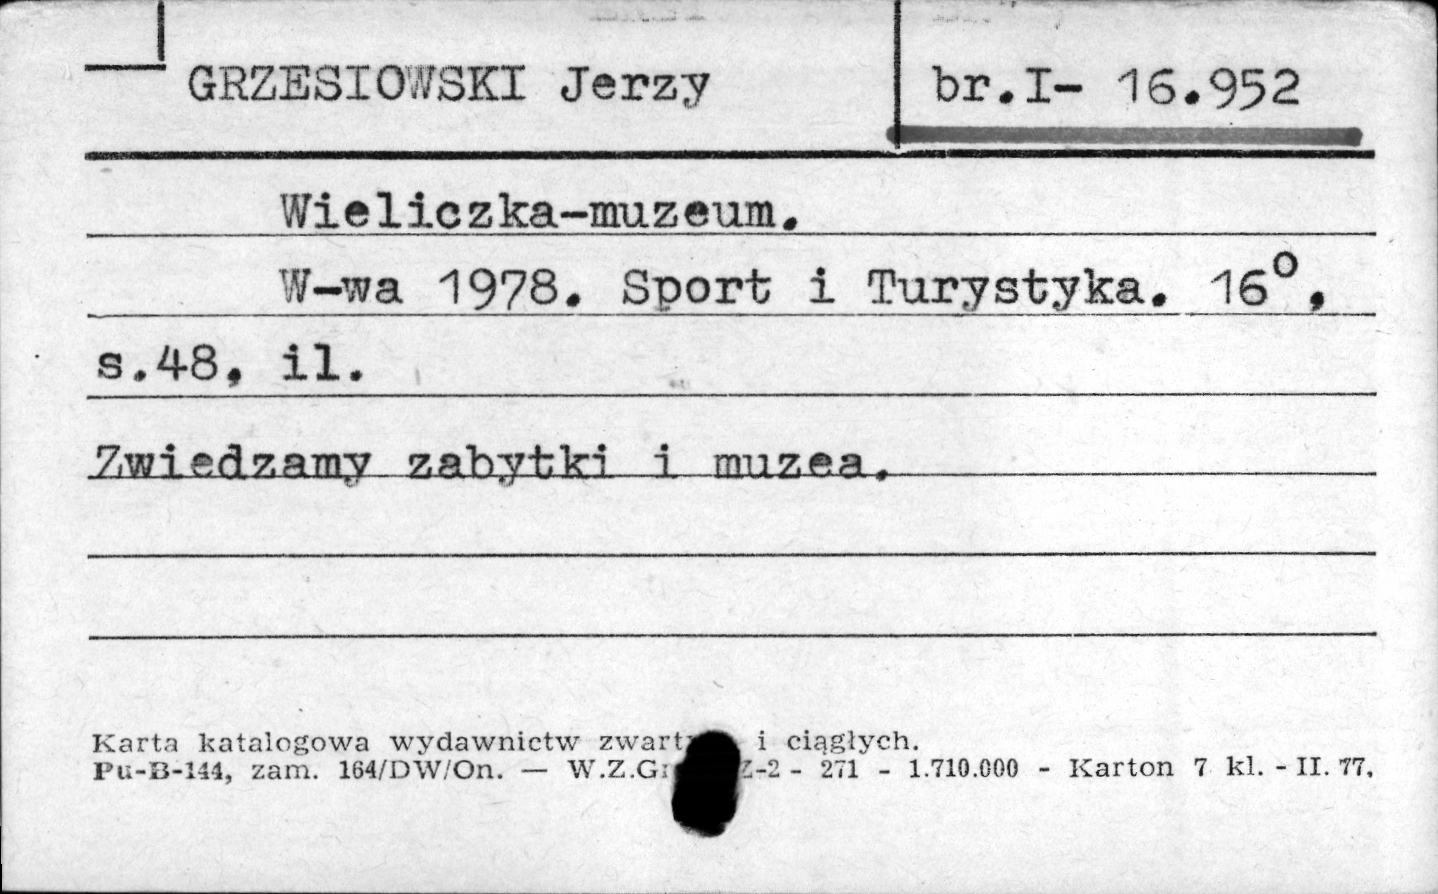 GRZESIOWSKI Jerzy br.I- 16.952
Wieliczka-muzeum.
W-wa 1978. Sport i Turystyka. 16°,
s.48, il.
Zwiedzamy zabytki i muzea.
Karta katalogowa wydawnictw i ciągłych.
Pu-B-144, zam. 164/DW/On. — - 271 - 1.710.000 - Karton 7 kl. - II. 77.